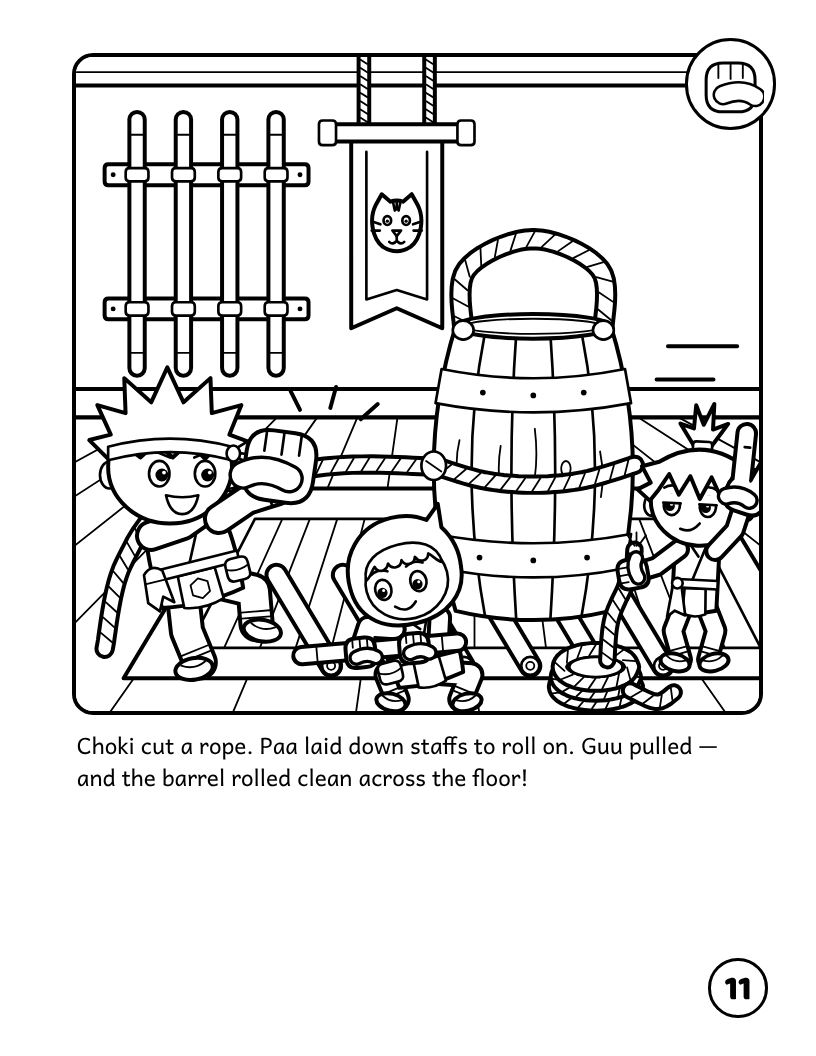 Choki cut a rope. Paa laid down staffs to roll on. Guu pulled —
and the barrel rolled clean across the floor!
11